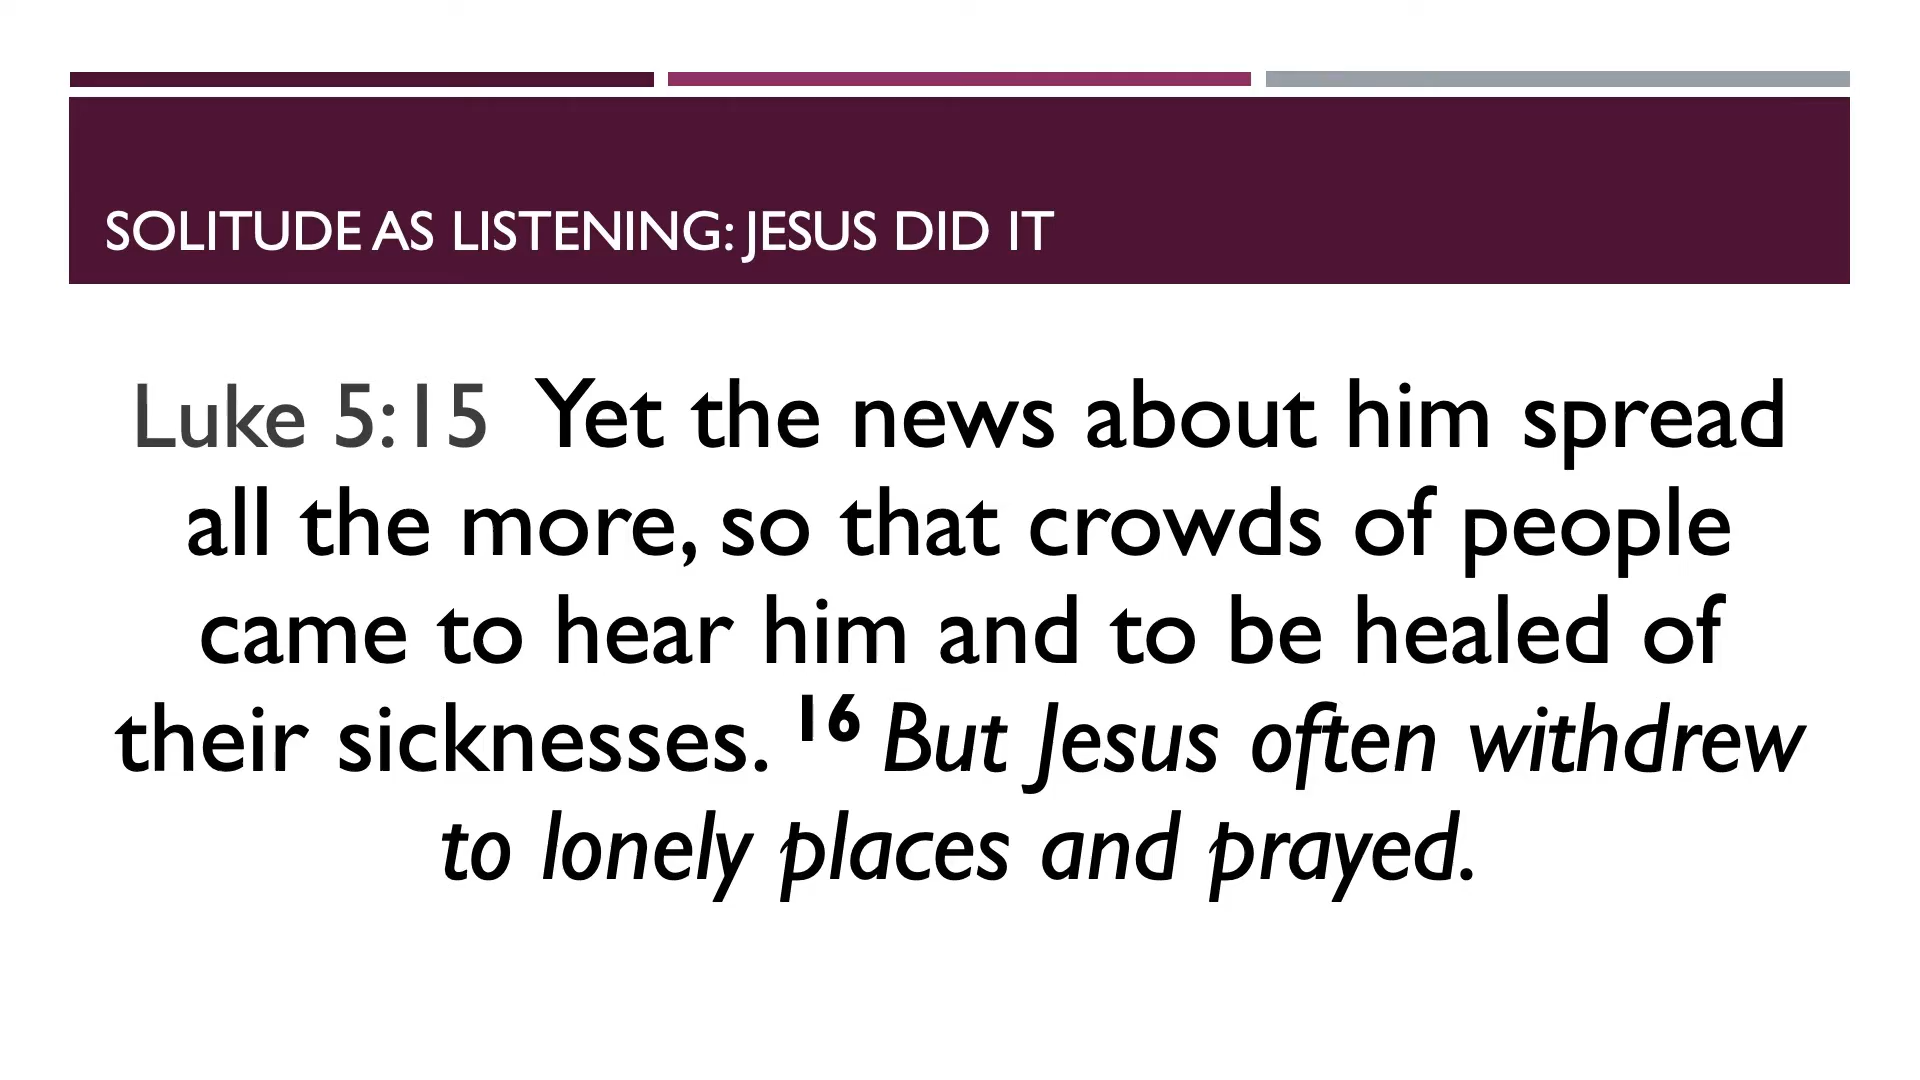 SOLITUDE AS LISTENING: JESUS DID IT
Luke 5:15 Yet the news about him spread
all the more, so that crowds of people
came to hear him and to be healed of
their sicknesses. 16 But Jesus often withdrew
to lonely places and prayed.